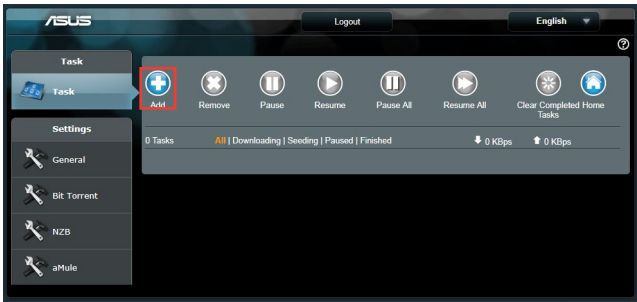 ASUS
Logout
English
Task
Task
Settings
General
Bit Torrent
NZB
aMule
Add
Remove
Pause
Resume
Pause All
Resume All
Clear Completed Tasks
Home
0 Tasks
All | Downloading | Seeding | Paused | Finished
0 KBps
0 KBps